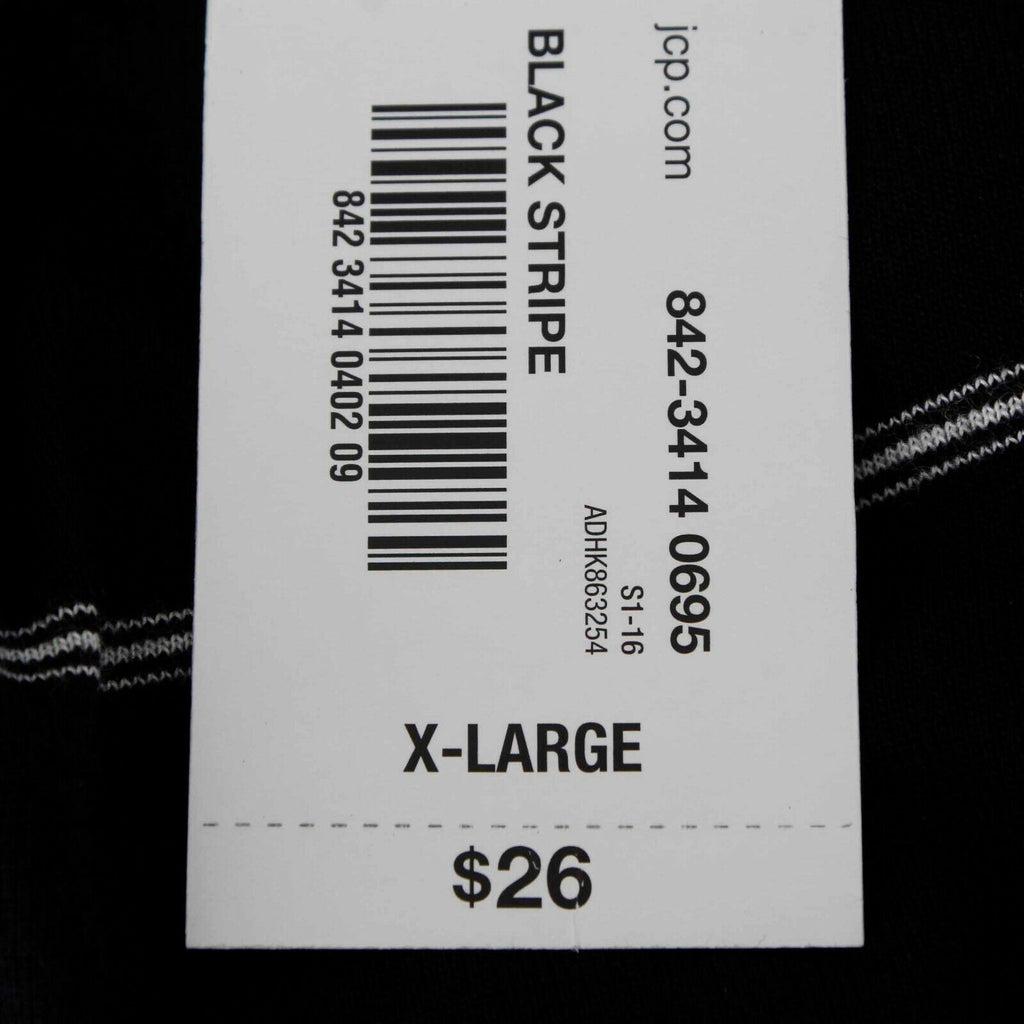 jcp.com
842-3414 0695
S1-16
ADHK863254
BLACK STRIPE
842 3414 0402 09
X-LARGE
$26